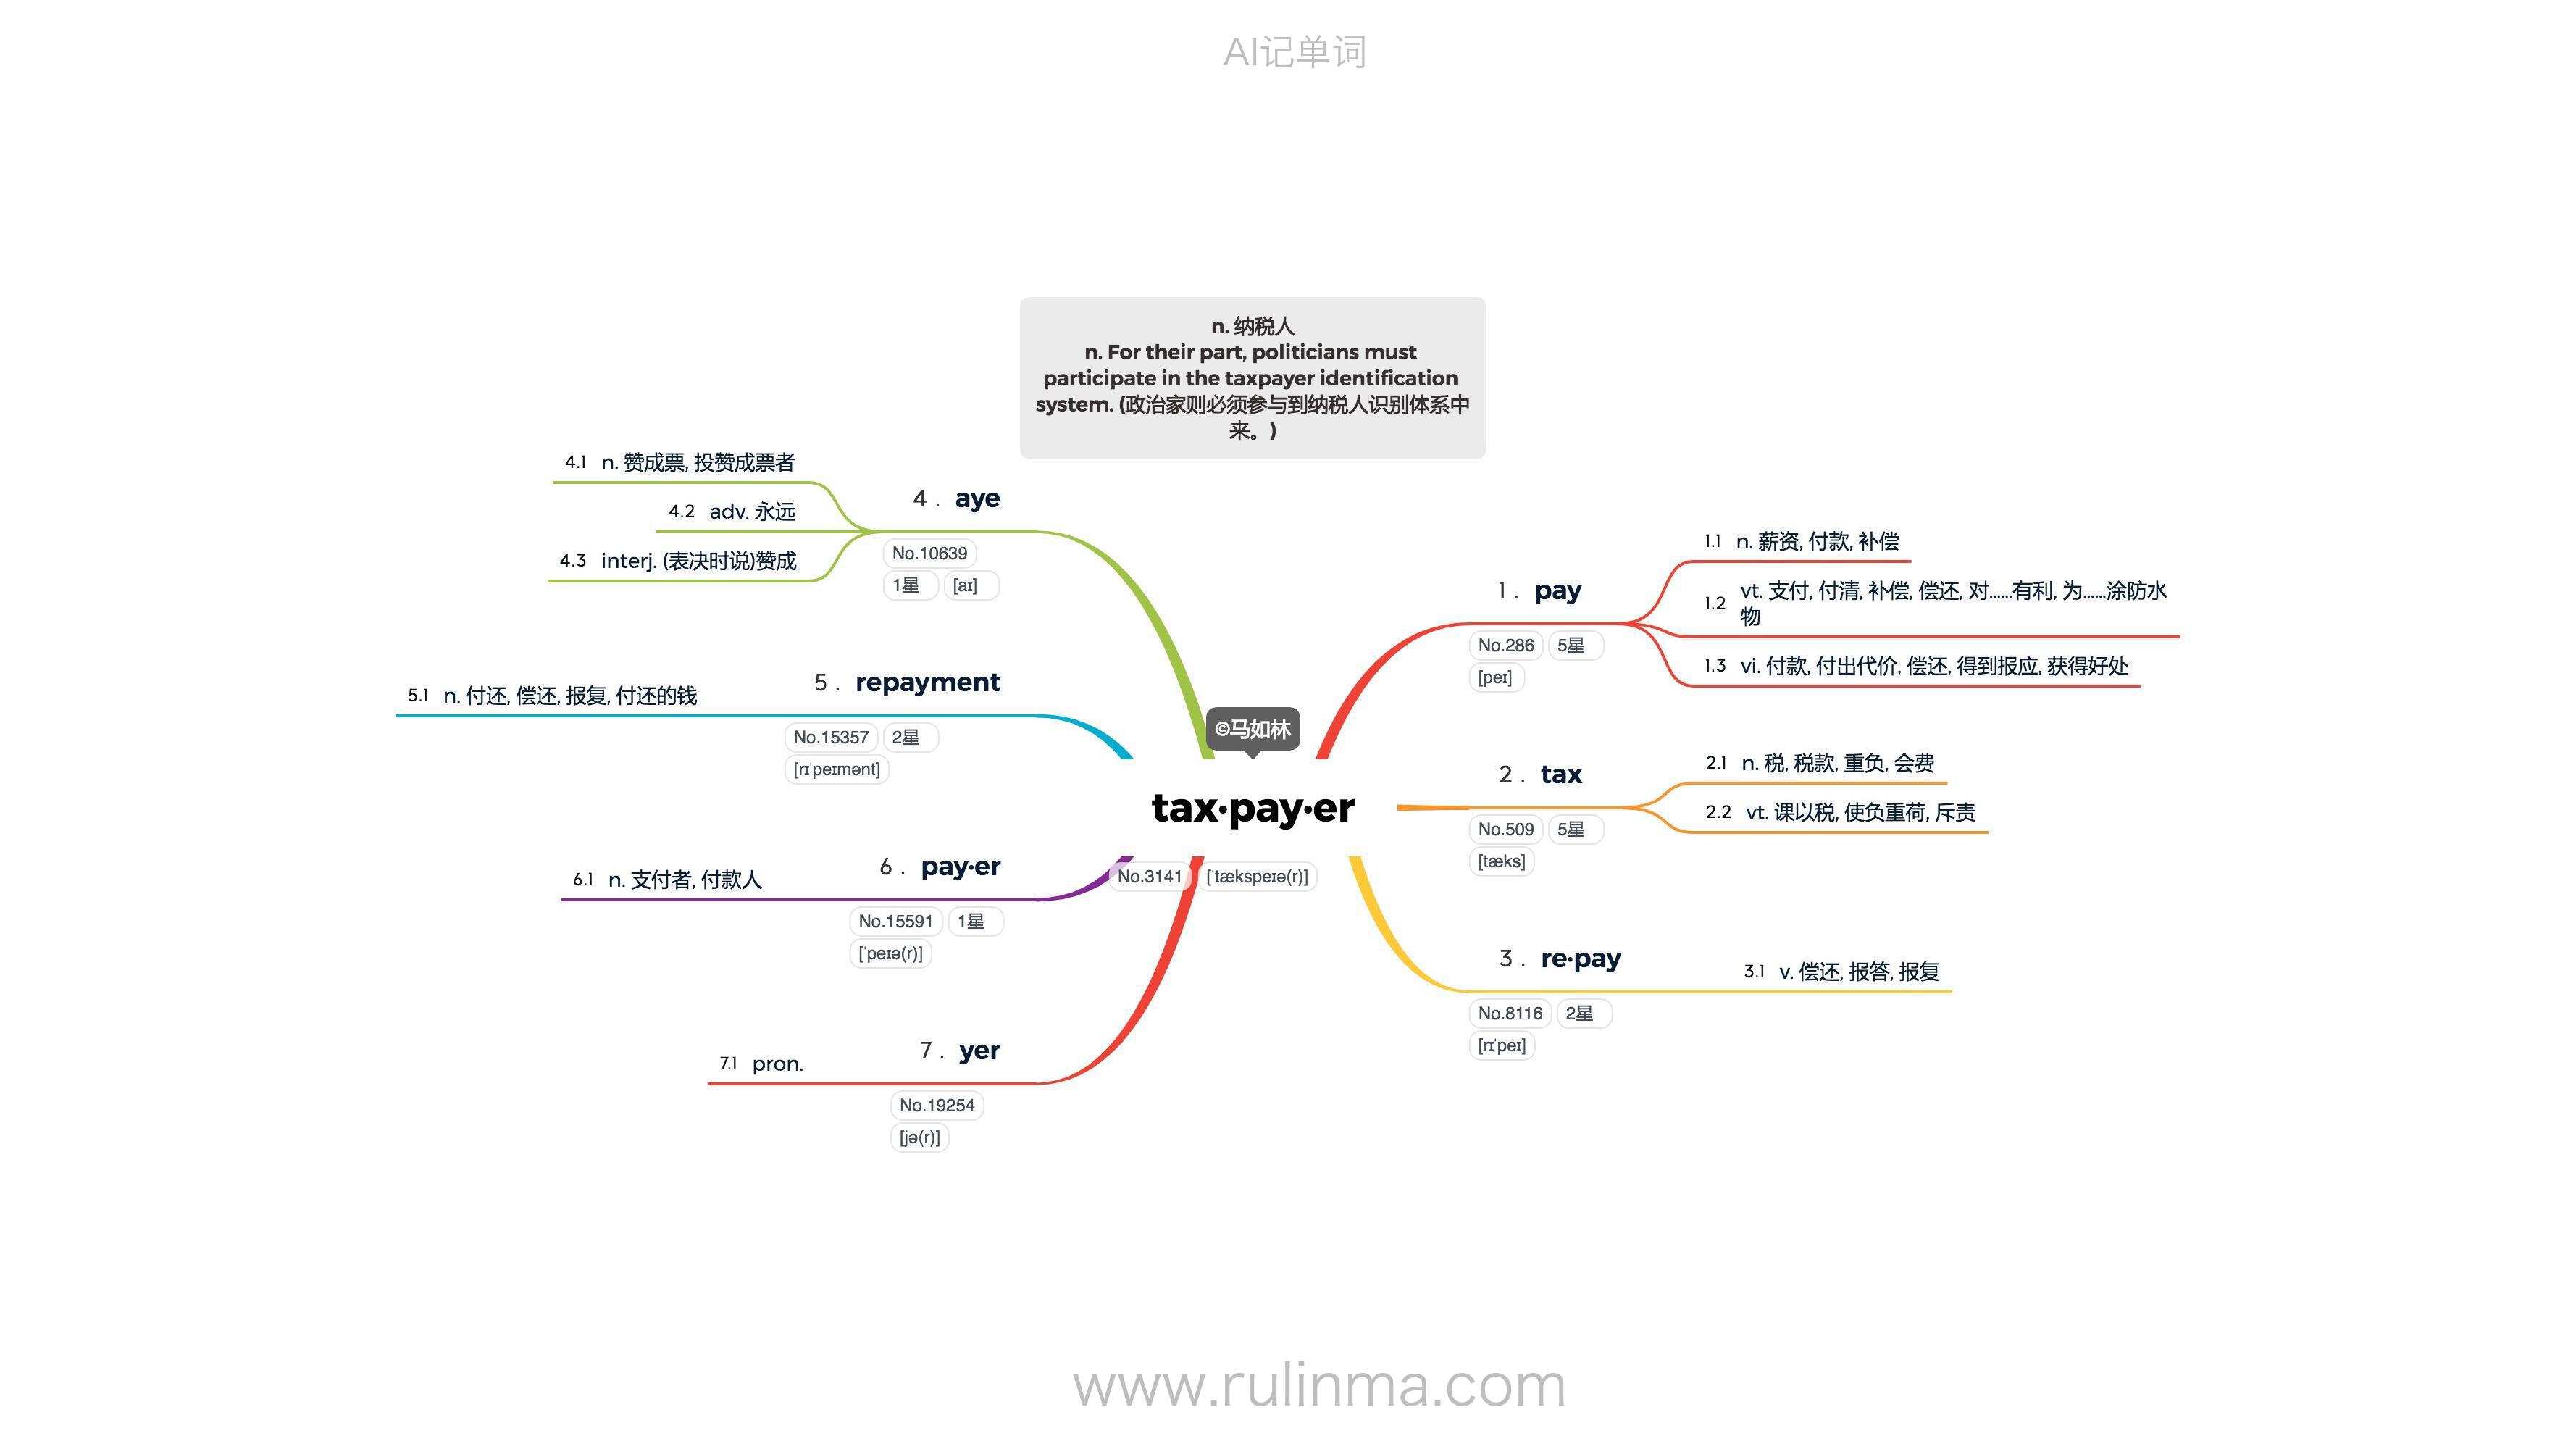 AI记单词
n. 纳税人
n. For their part, politicians must
participate in the taxpayer identification
system. (政治家则必须参与到纳税人识别体系中
来。)
©马如林
tax·pay·er
No.3141 [ˈtækspeɪə(r)]
1. pay
No.286 5星
[peɪ]
1.1 n. 薪资, 付款, 补偿
1.2 vt. 支付, 付清, 补偿, 偿还, 对……有利, 为……涂防水
物
1.3 vi. 付款, 付出代价, 偿还, 得到报应, 获得好处
2. tax
No.509 5星
[tæks]
2.1 n. 税, 税款, 重负, 会费
2.2 vt. 课以税, 使负重荷, 斥责
3. re·pay
No.8116 2星
[rɪˈpeɪ]
3.1 v. 偿还, 报答, 报复
4. aye
No.10639
1星 [aɪ]
4.1 n. 赞成票, 投赞成票者
4.2 adv. 永远
4.3 interj. (表决时说)赞成
5. repayment
No.15357 2星
[rɪˈpeɪmənt]
5.1 n. 付还, 偿还, 报复, 付还的钱
6. pay·er
No.15591 1星
[ˈpeɪə(r)]
6.1 n. 支付者, 付款人
7. yer
No.19254
[jə(r)]
7.1 pron.
www.rulinma.com